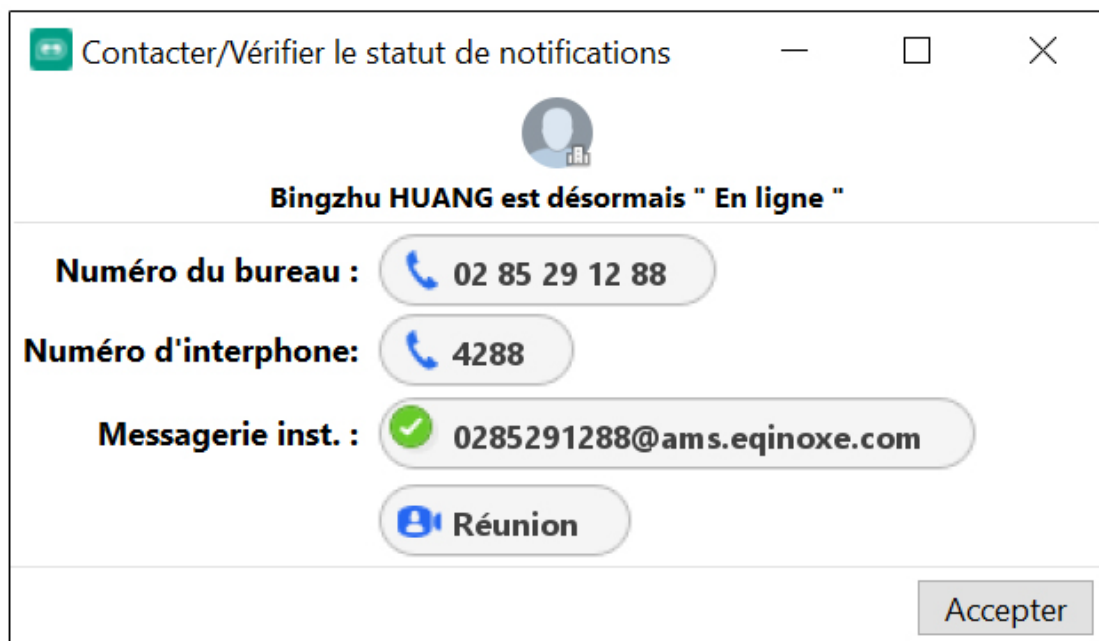 Contacter/Vérifier le statut de notifications
Bingzhu HUANG est désormais " En ligne "
Numéro du bureau : 02 85 29 12 88
Numéro d'interphone: 4288
Messagerie inst. : 0285291288@ams.eqinoxe.com
Réunion
Accepter